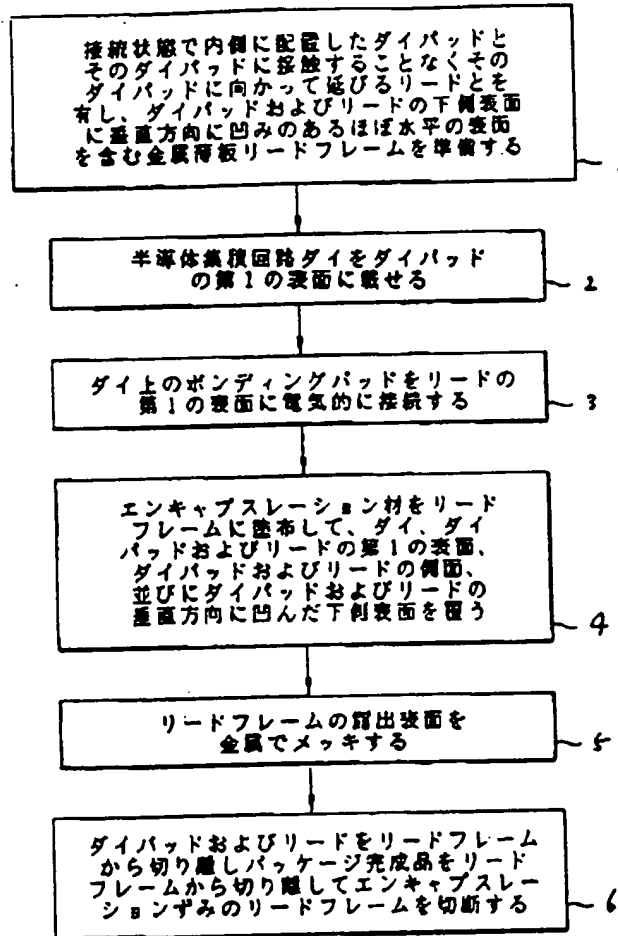 接続状態で内側に配置したダイパッドと
そのダイパッドに接触することなくその
ダイパッドに向かって延びるリードとを
有し、ダイパッドおよびリードの下側表面
に垂直方向に凹みのあるほぼ水平の表面
を含む金属薄板リードフレームを準備する
半導体集積回路ダイをダイパッド
の第1の表面に載せる
2
ダイ上のボンディングパッドをリードの
第1の表面に電気的に接続する
3
エンキャプスレーション材をリード
フレームに塗布して、ダイ、ダイ
パッドおよびリードの第1の表面、
ダイパッドおよびリードの側面、
並びにダイパッドおよびリードの
垂直方向に凹んだ下側表面を覆う
4
リードフレームの露出表面を
金属でメッキする
5
ダイパッドおよびリードをリードフレーム
から切り離しパッケージ完成品をリード
フレームから切り離してエンキャプスレー
ションずみのリードフレームを切断する
6